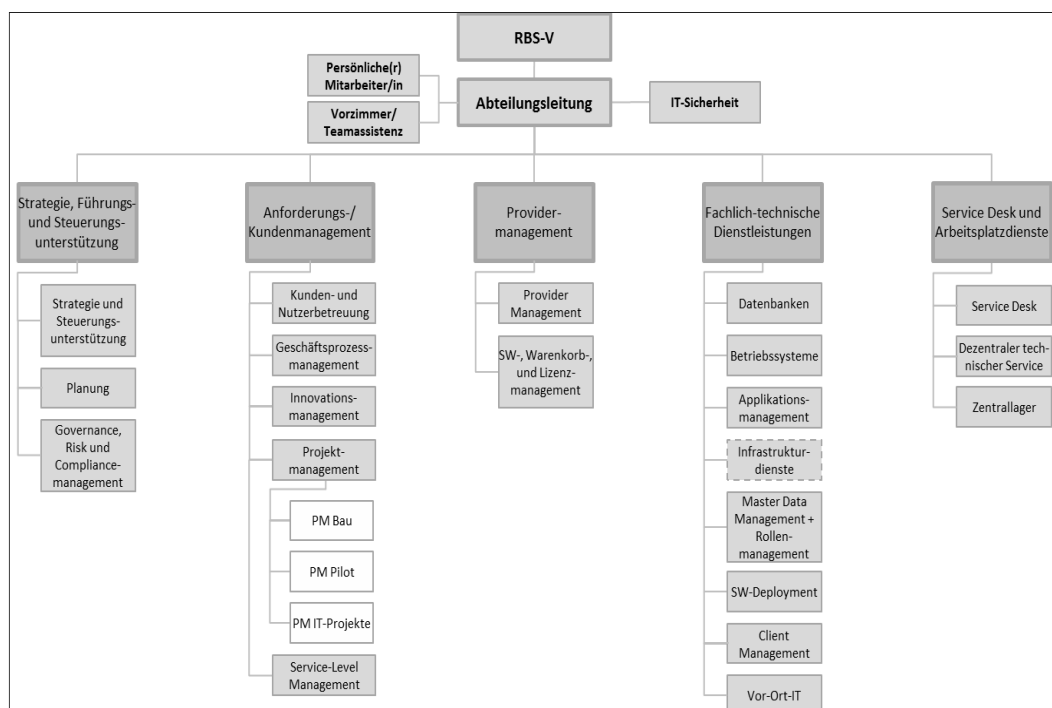 RBS-V
Persönliche(r)
Mitarbeiter/in
Vorzimmer/
Teamassistenz
Abteilungsleitung
IT-Sicherheit
Strategie, Führungs-
und Steuerungs-
unterstützung
Strategie und
Steuerungs-
unterstützung
Planung
Governance,
Risk und
Compliance-
management
Anforderungs-/
Kundenmanagement
Kunden- und
Nutzerbetreuung
Geschäftsprozess-
management
Innovations-
management
Projekt-
management
PM Bau
PM Pilot
PM IT-Projekte
Service-Level
Management
Provider-
management
Provider
Management
SW-, Warenkorb-,
und Lizenz-
management
Fachlich-technische
Dienstleistungen
Datenbanken
Betriebssysteme
Applikations-
management
Infrastruktur-
dienste
Master Data
Management +
Rollen-
management
SW-Deployment
Client
Management
Vor-Ort-IT
Service Desk und
Arbeitsplatzdienste
Service Desk
Dezentraler tech-
nischer Service
Zentrallager